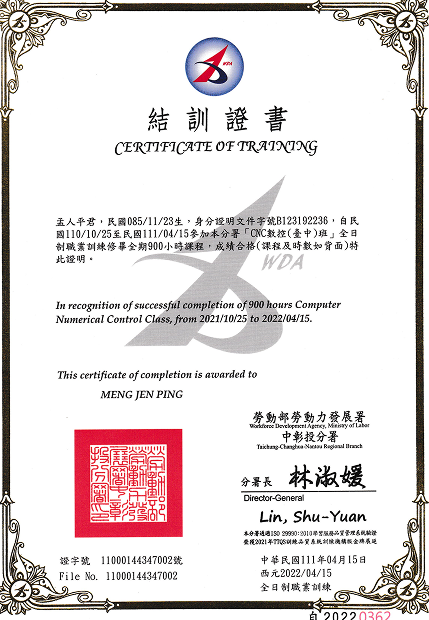 WDA
結訓證書
CERTIFICATE OF TRAINING
孟人平君，民國085/11/23生，身分證明文件字號B123192236，自民
國110/10/25至民國111/04/15參加本分署「CNC數控(臺中)班」全日
制職業訓練修畢全期900小時課程，成績合格(課程及時數如背面)特
此證明。
WDA
In recognition of successful completion of 900 hours Computer
Numerical Control Class, from 2021/10/25 to 2022/04/15.
This certificate of completion is awarded to
MENG JEN PING
勞動部勞動力發展署
Workforce Development Agency, Ministry of Labor
中彰投分署
Taichung-Changhua-Nantou Regional Branch
分署長 林淑媛
Director-General
Lin, Shu-Yuan
本分署通過ISO 29990:2010學習服務品質管理系統驗證
榮獲2021年TTQS訓練品質系統訓練機構版金牌展延
證字號 11000144347002號
File No. 11000144347002
中華民國111年04月15日
西元2022/04/15
全日制職業訓練
自 20220362